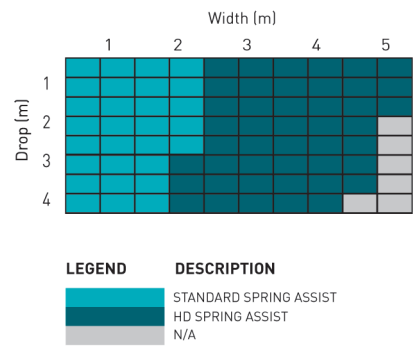 Width (m)
1 2 3 4 5
Drop (m)
1
2
3
4
LEGEND DESCRIPTION
STANDARD SPRING ASSIST
HD SPRING ASSIST
N/A